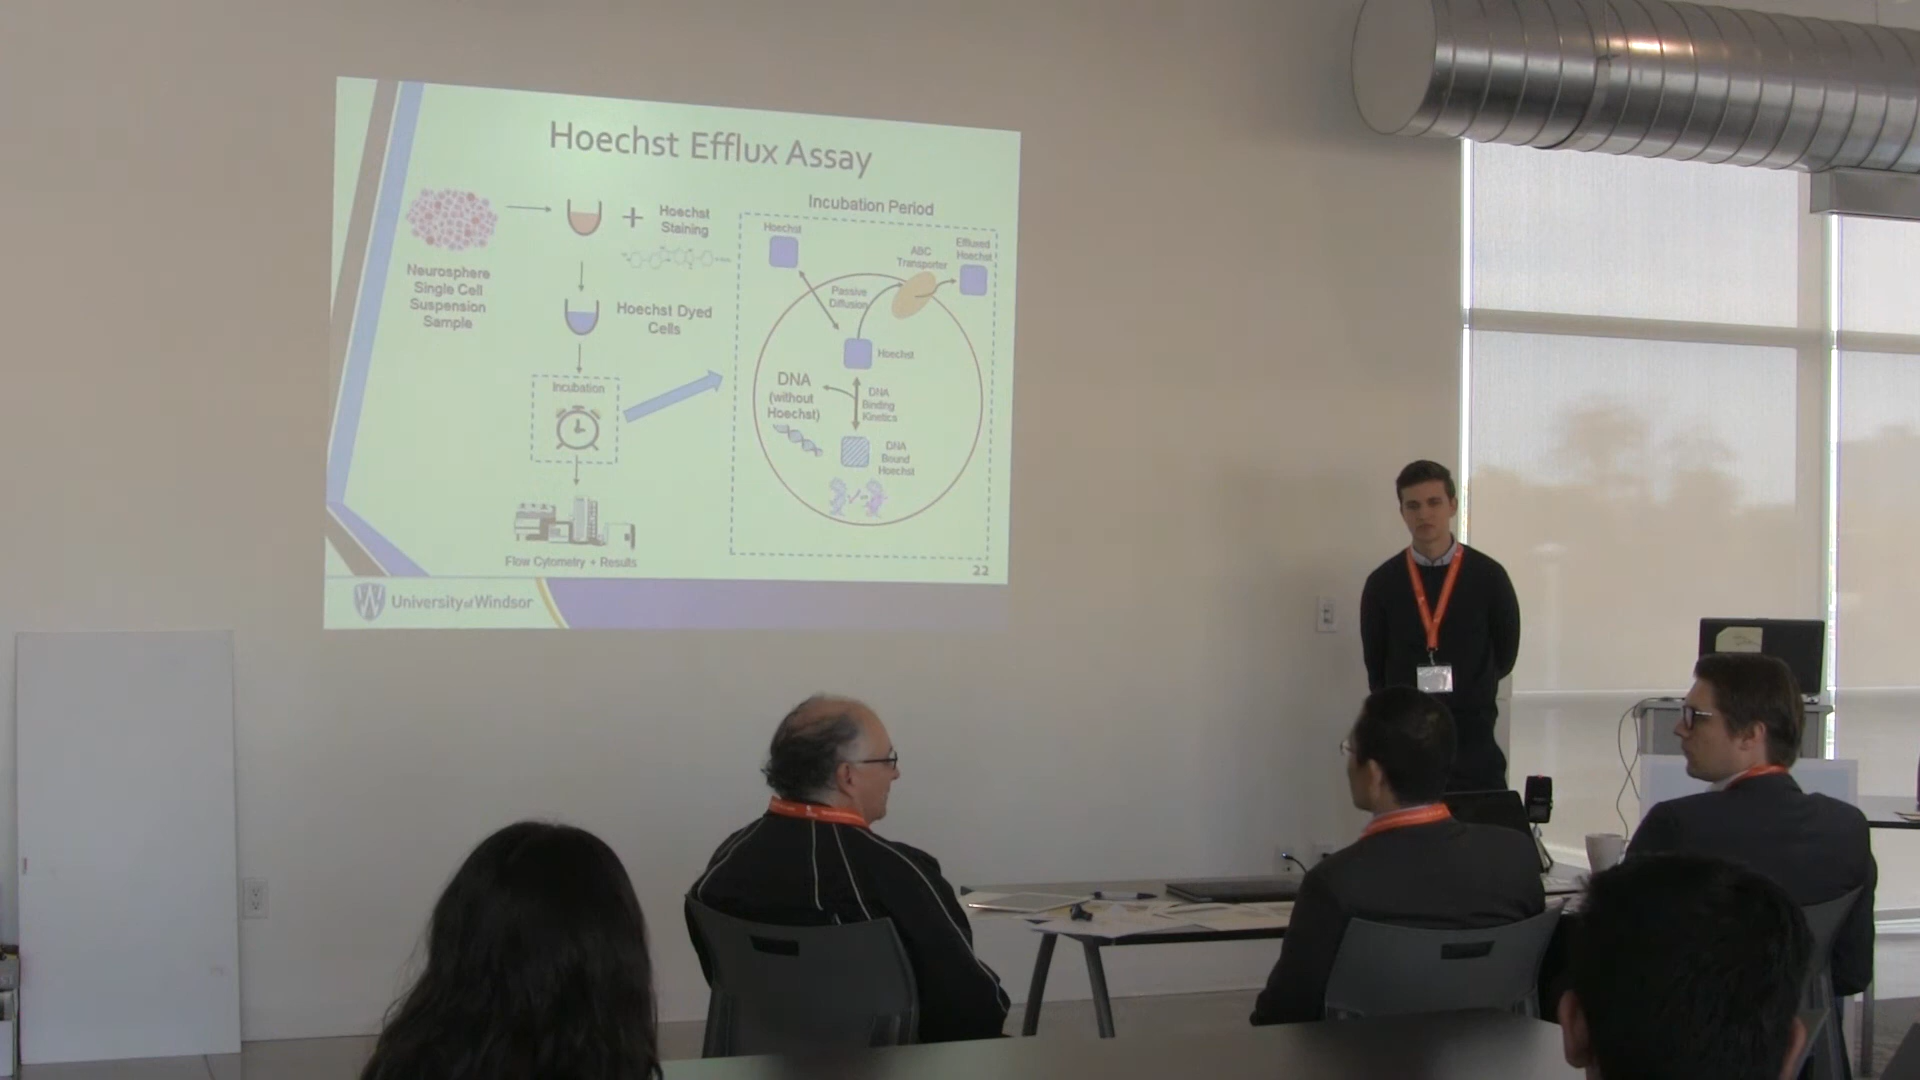 Hoechst Efflux Assay
Neurosphere
Single Cell
Suspension
Sample
+
Hoechst
Staining
Hoechst Dyed
Cells
Incubation
Flow Cytometry + Results
Incubation Period
Hoechst
ABC
Transporter
Effluxed
Hoechst
Passive
Diffusion
Hoechst
DNA
(without
Hoechst)
DNA
Binding
Kinetics
DNA
Bound
Hoechst
22
University of Windsor